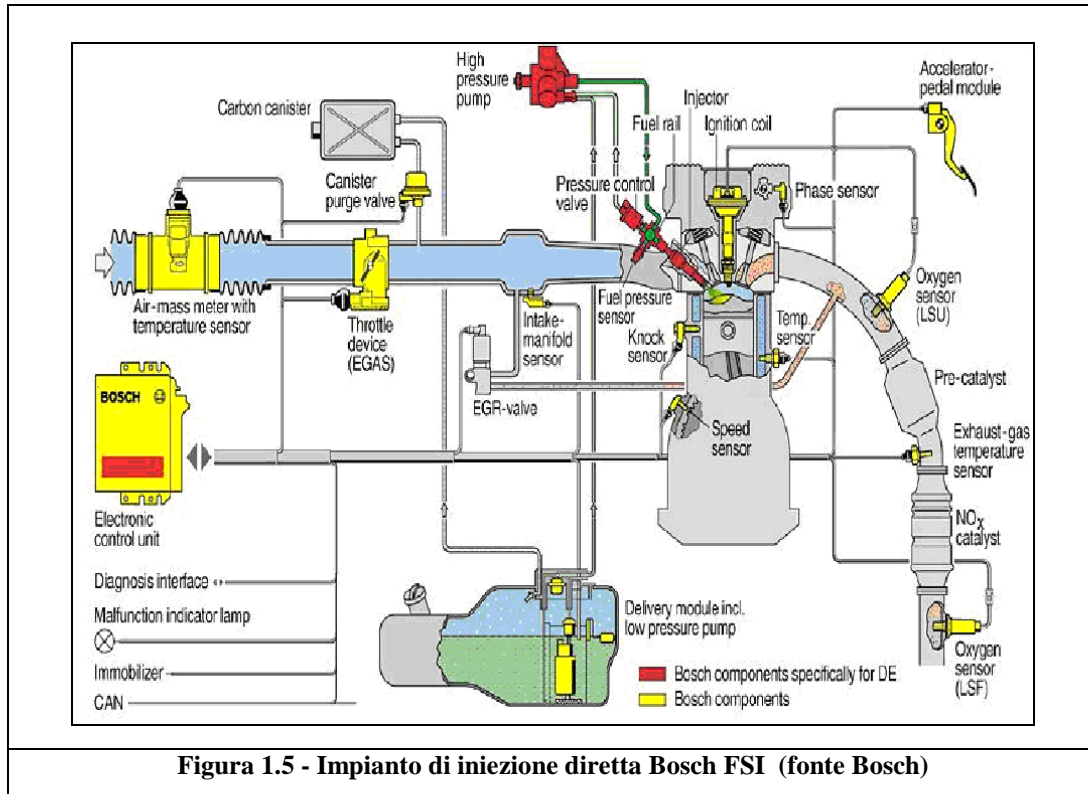 High
pressure
pump
Accelerator-
pedal module
Carbon canister
Injector
Fuel rail
Ignition coil
Canister
purge valve
Pressure control
valve
Phase sensor
Air-mass meter with
temperature sensor
Throttle
device
(EGAS)
Intake-
manifold
sensor
Fuel pressure
sensor
Knock
sensor
Temp.
sensor
Oxygen
sensor
(LSU)
Pre-catalyst
EGR-valve
Speed
sensor
Exhaust-gas
temperature
sensor
BOSCH
Electronic
control unit
NOX
catalyst
Diagnosis interface
Malfunction indicator lamp
Immobilizer
CAN
Delivery module incl.
low pressure pump
Bosch components specifically for DE
Bosch components
Oxygen
sensor
(LSF)
Figura 1.5 - Impianto di iniezione diretta Bosch FSI (fonte Bosch)